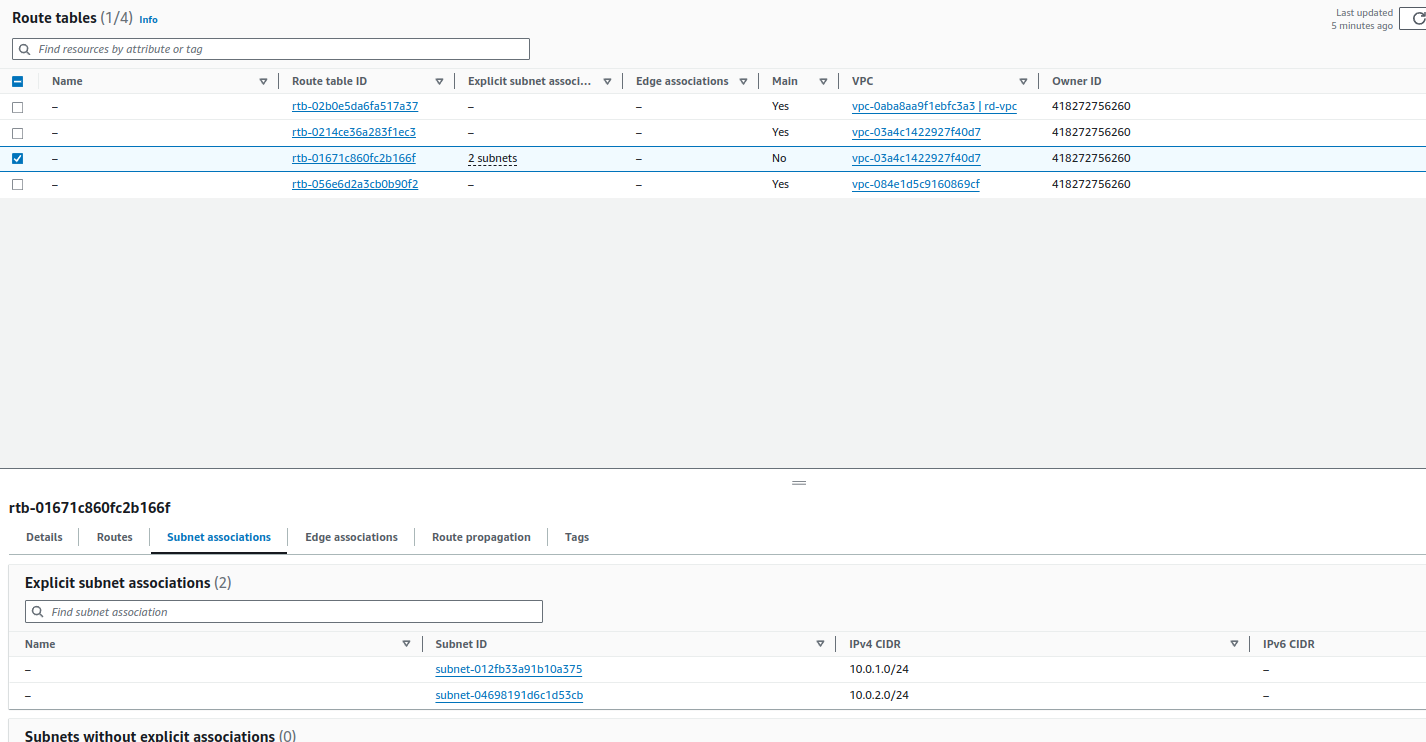 Route tables (1/4) Info
Last updated
5 minutes ago
Find resources by attribute or tag
Name Route table ID Explicit subnet associ... Edge associations Main VPC Owner ID
– rtb-02b0e5da6fa517a37 – – Yes vpc-0aba8aa9f1ebfc3a3 | rd-vpc 418272756260
– rtb-0214ce36a283f1ec3 – – Yes vpc-03a4c1422927f40d7 418272756260
– rtb-01671c860fc2b166f 2 subnets – No vpc-03a4c1422927f40d7 418272756260
– rtb-056e6d2a3cb0b90f2 – – Yes vpc-084e1d5c9160869cf 418272756260
rtb-01671c860fc2b166f
Details Routes Subnet associations Edge associations Route propagation Tags
Explicit subnet associations (2)
Find subnet association
Name Subnet ID IPv4 CIDR IPv6 CIDR
– subnet-012fb33a91b10a375 10.0.1.0/24 –
– subnet-04698191d6c1d53cb 10.0.2.0/24 –
Subnets without explicit associations (0)